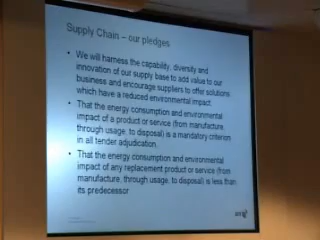 Supply Chain – our pledges
• We will harness the capability, diversity and
innovation of our supply base to add value to our
business and encourage suppliers to offer solutions
which have a reduced environmental impact.
• That the energy consumption and environmental
impact of a product or service (from manufacture,
through usage, to disposal) is a mandatory criterion
in all tender adjudication.
• That the energy consumption and environmental
impact of any replacement product or service (from
manufacture, through usage, to disposal) is less than
its predecessor